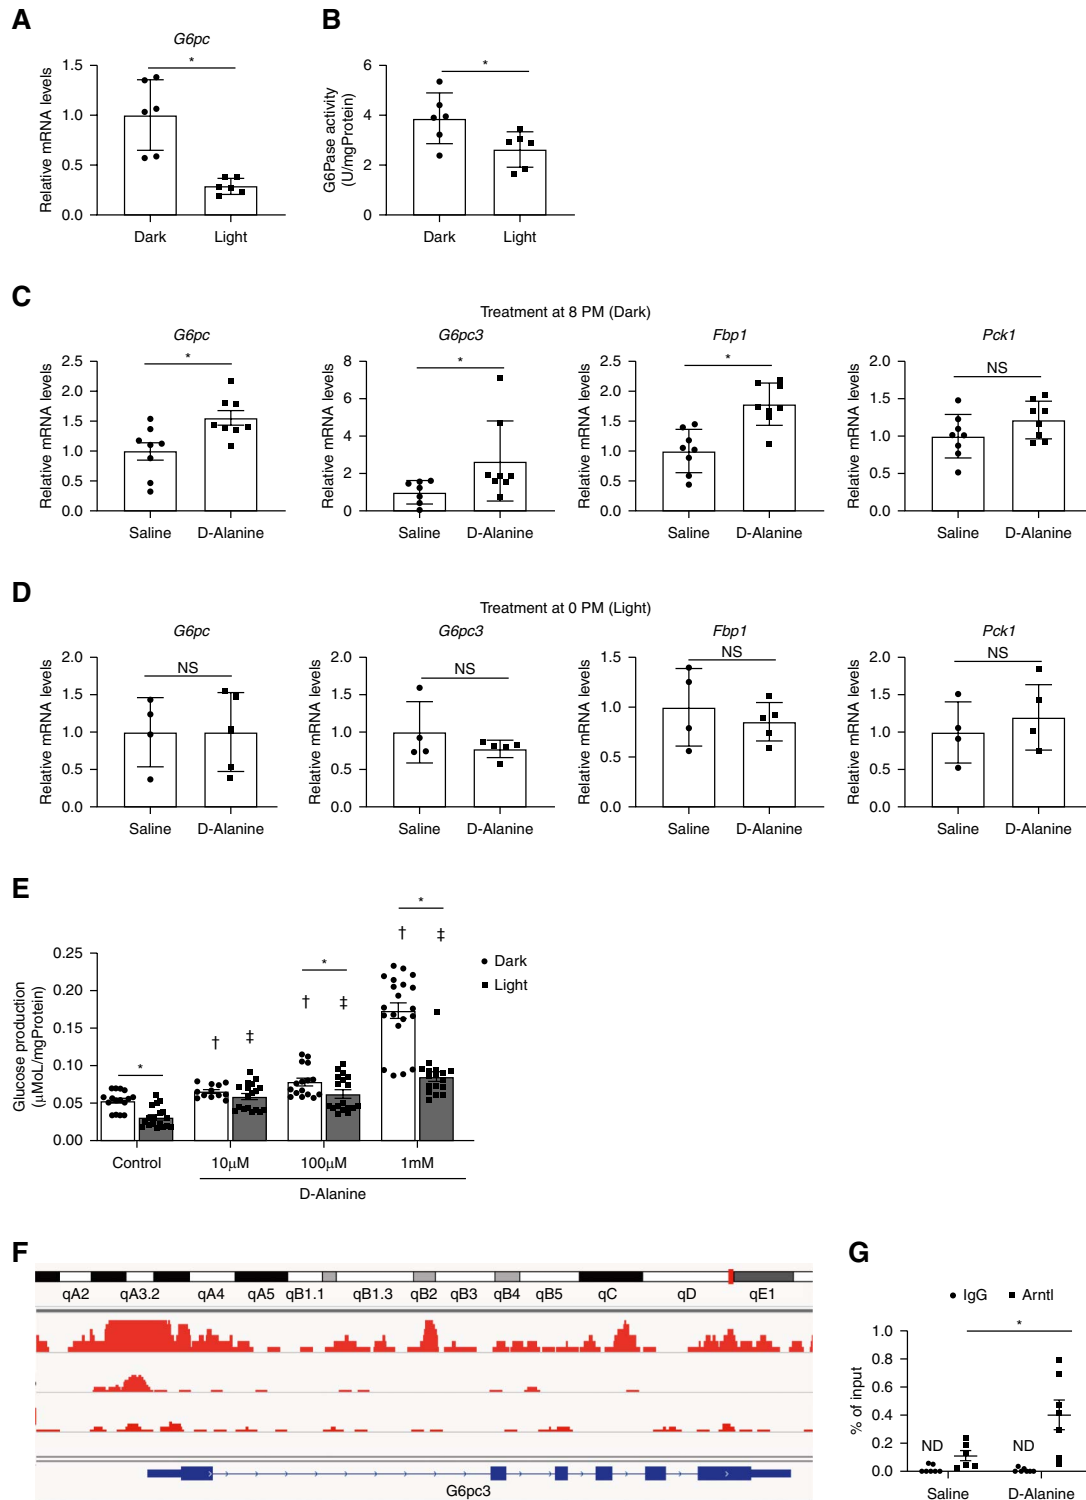 A
G6pc
Relative mRNA levels
1.5
1.0
0.5
0.0
*
Dark
Light
B
G6Pase activity
(U/mgProtein)
6
4
2
0
*
Dark
Light
C
Treatment at 8 PM (Dark)
G6pc
Relative mRNA levels
2.5
2.0
1.5
1.0
0.5
0.0
*
Saline
D-Alanine
G6pc3
Relative mRNA levels
8
6
4
2
0
*
Saline
D-Alanine
Fbp1
Relative mRNA levels
2.5
2.0
1.5
1.0
0.5
0.0
*
Saline
D-Alanine
Pck1
Relative mRNA levels
2.0
1.5
1.0
0.5
0.0
NS
Saline
D-Alanine
D
Treatment at 0 PM (Light)
G6pc
Relative mRNA levels
2.0
1.5
1.0
0.5
0.0
NS
Saline
D-Alanine
G6pc3
Relative mRNA levels
2.0
1.5
1.0
0.5
0.0
NS
Saline
D-Alanine
Fbp1
Relative mRNA levels
1.5
1.0
0.5
0.0
NS
Saline
D-Alanine
Pck1
Relative mRNA levels
2.0
1.5
1.0
0.5
0.0
NS
Saline
D-Alanine
E
Glucose production
(μMoL/mgProtein)
0.25
0.20
0.15
0.10
0.05
0.00
*
† ‡
* † ‡
* † ‡
Dark
Light
Control
10μM
100μM
1mM
D-Alanine
F
qA2 qA3.2 qA4 qA5 qB1.1 qB1.3 qB2 qB3 qB4 qB5 qC qD qE1
G6pc3
G
IgG Arntl
% of input
1.0
0.8
0.6
0.4
0.2
0.0
*
ND
ND
Saline
D-Alanine